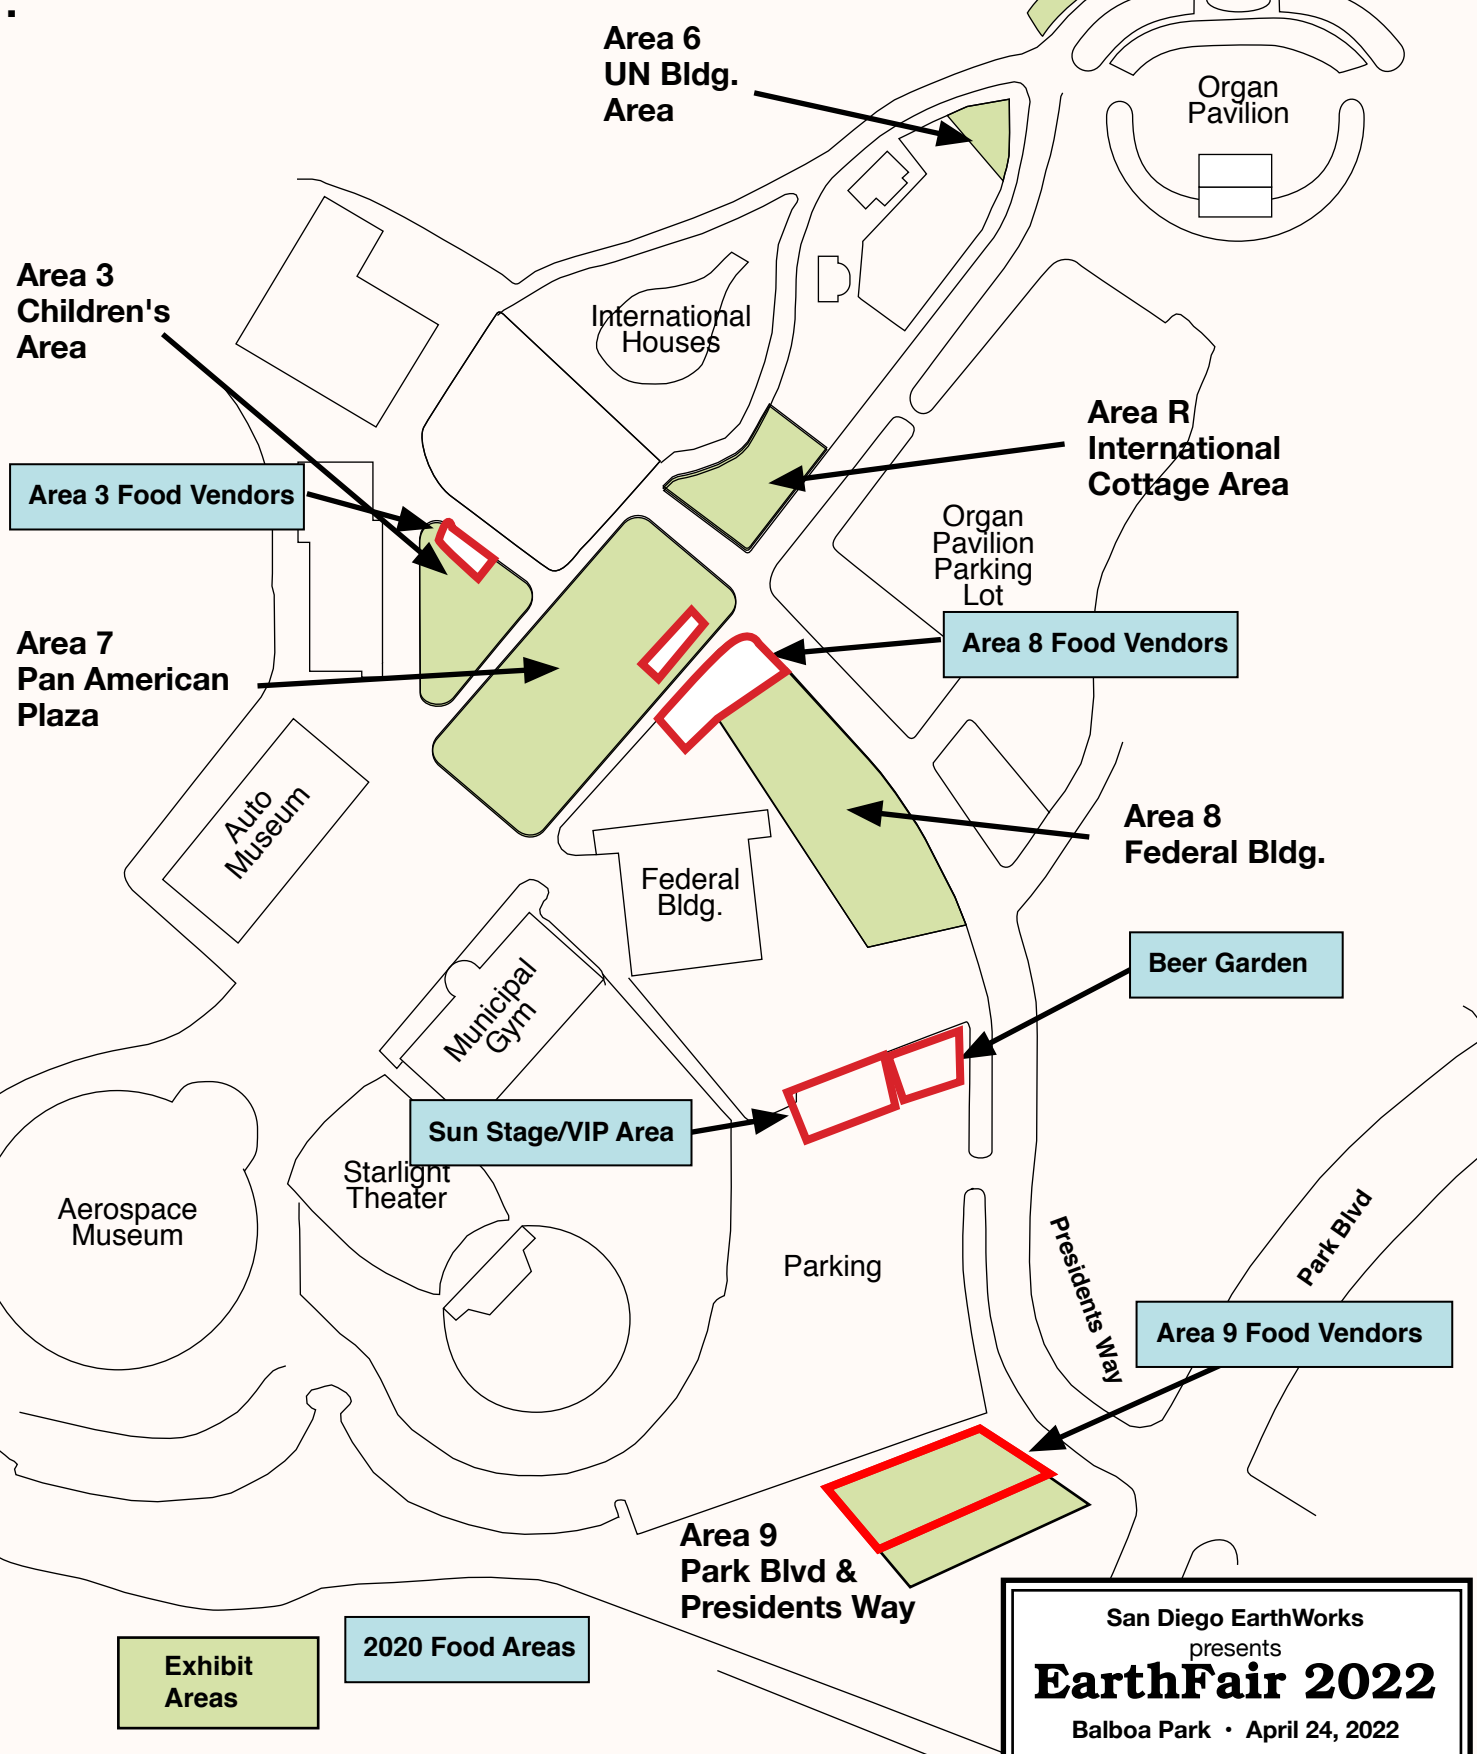 Area 6
UN Bldg.
Area
Organ
Pavilion
Area 3
Children's
Area
International
Houses
Area R
International
Cottage Area
Area 3 Food Vendors
Organ
Pavilion
Parking
Lot
Area 8 Food Vendors
Area 7
Pan American
Plaza
Auto
Museum
Area 8
Federal Bldg.
Federal
Bldg.
Beer Garden
Municipal
Gym
Sun Stage/VIP Area
Starlight
Theater
Aerospace
Museum
Parking
Presidents Way
Park Blvd
Area 9 Food Vendors
Area 9
Park Blvd &
Presidents Way
Exhibit
Areas
2020 Food Areas
San Diego EarthWorks
presents
EarthFair 2022
Balboa Park • April 24, 2022